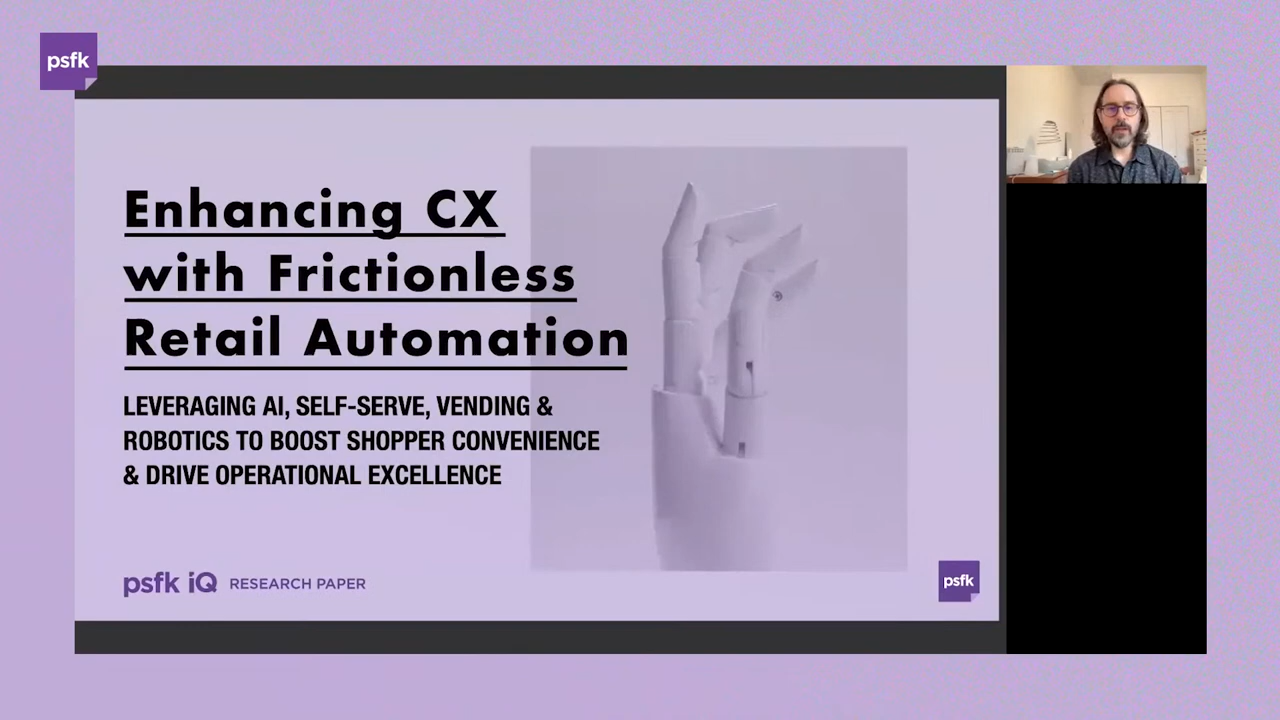 psfk
Enhancing CX
with Frictionless
Retail Automation
LEVERAGING AI, SELF-SERVE, VENDING &
ROBOTICS TO BOOST SHOPPER CONVENIENCE
& DRIVE OPERATIONAL EXCELLENCE
psfk iQ RESEARCH PAPER
psfk